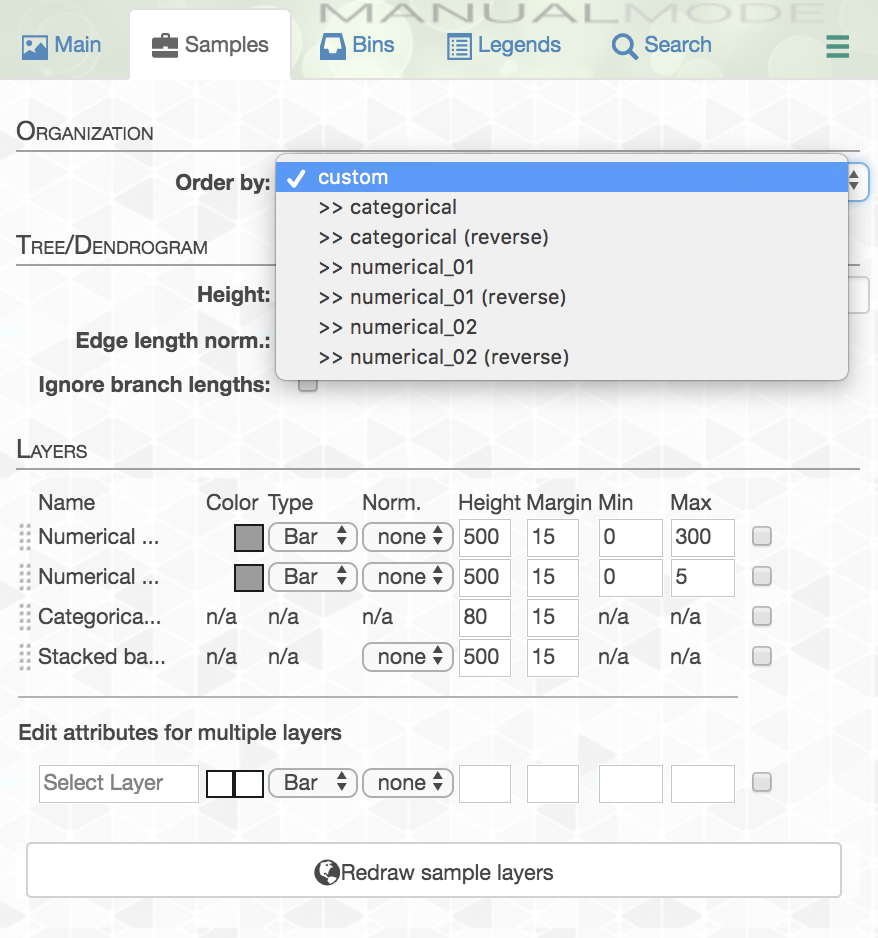 MANUALMODE
Main Samples Bins Legends Search
Organization
Order by: custom
>> categorical
>> categorical (reverse)
>> numerical_01
>> numerical_01 (reverse)
>> numerical_02
>> numerical_02 (reverse)
Tree/Dendrogram
Height:
Edge length norm.:
Ignore branch lengths:
Layers
Name Color Type Norm. Height Margin Min Max
Numerical ... Bar none 500 15 0 300
Numerical ... Bar none 500 15 0 5
Categorica... n/a n/a n/a 80 15 n/a n/a
Stacked ba... n/a n/a none 500 15 n/a n/a
Edit attributes for multiple layers
Select Layer Bar none
Redraw sample layers